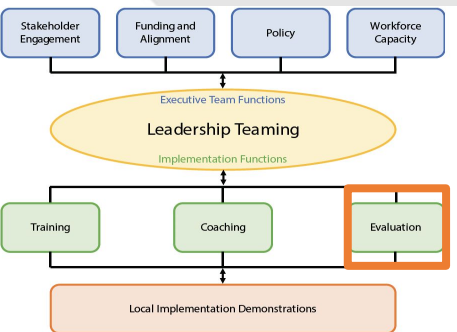 Stakeholder
Engagement
Funding and
Alignment
Policy
Workforce
Capacity
Executive Team Functions
Leadership Teaming
Implementation Functions
Training
Coaching
Evaluation
Local Implementation Demonstrations